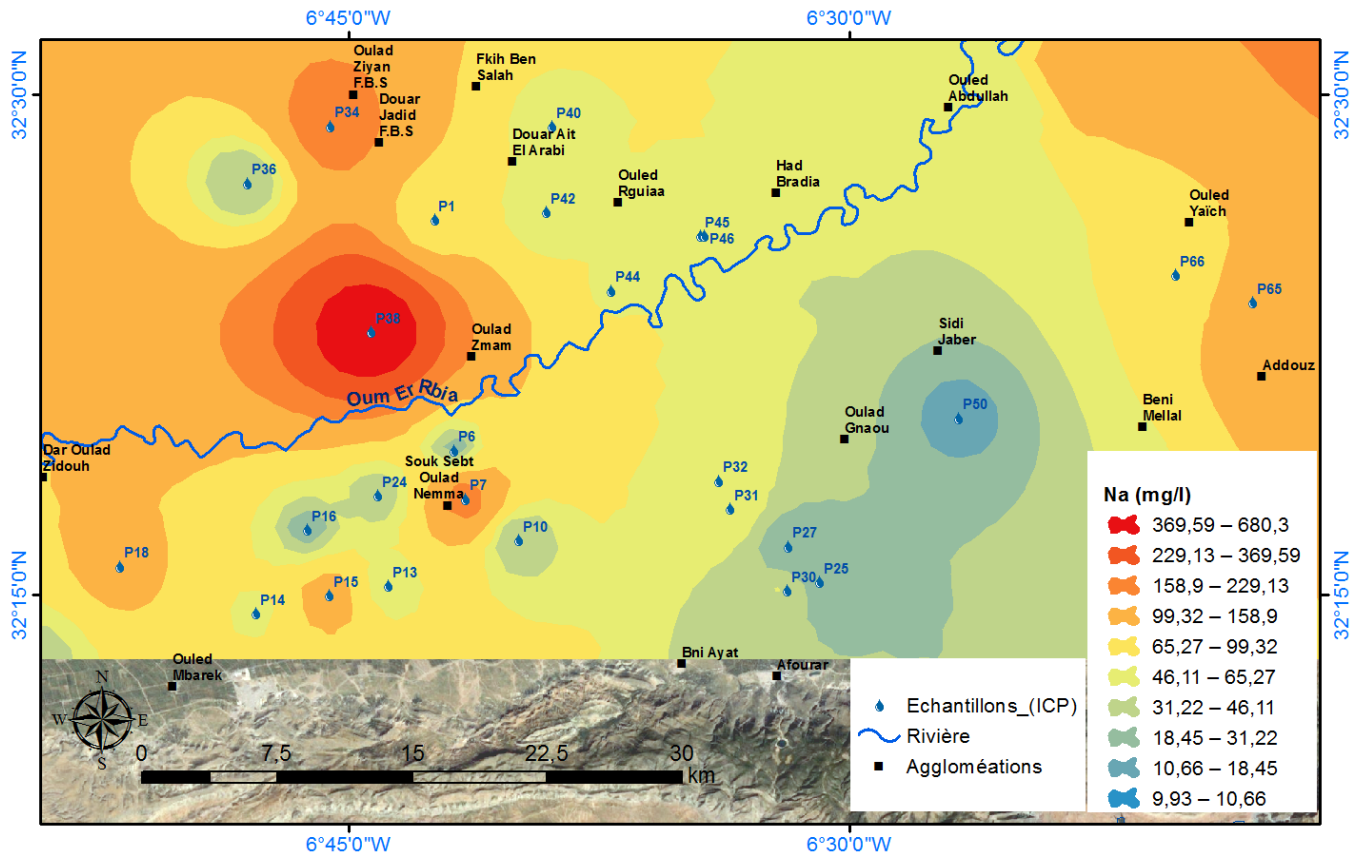 6°45'0"W
6°30'0"W
32°30'0"N
32°30'0"N
Oulad
Ziyan
F.B.S
Fkih Ben
Salah
Ouled
Abdullah
P34
Douar
Jadid
F.B.S
P40
Douar Ait
El Arabi
P36
Had
Bradia
Ouled
Rguiaa
Ouled
Yaïch
P1
P42
P45
P46
P66
P44
P65
P38
Oulad
Zmam
Sidi
Jaber
Addouz
Oum Er Rbia
P50
Beni
Mellal
Oulad
Gnaou
P6
Dar Oulad
Zidouh
Souk Sebt
Oulad
Nemma
P24
P7
P32
P31
P16
P10
P27
P18
P13
P25
P30
P15
P14
32°15'0"N
32°15'0"N
Na (mg/l)
369,59 – 680,3
229,13 – 369,59
158,9 – 229,13
99,32 – 158,9
65,27 – 99,32
46,11 – 65,27
31,22 – 46,11
18,45 – 31,22
10,66 – 18,45
9,93 – 10,66
Bni Ayat
Afourar
Ouled
Mbarek
N
W E
S
0 7,5 15 22,5 30
km
Echantillons_(ICP)
Rivière
Aggloméations
6°45'0"W
6°30'0"W